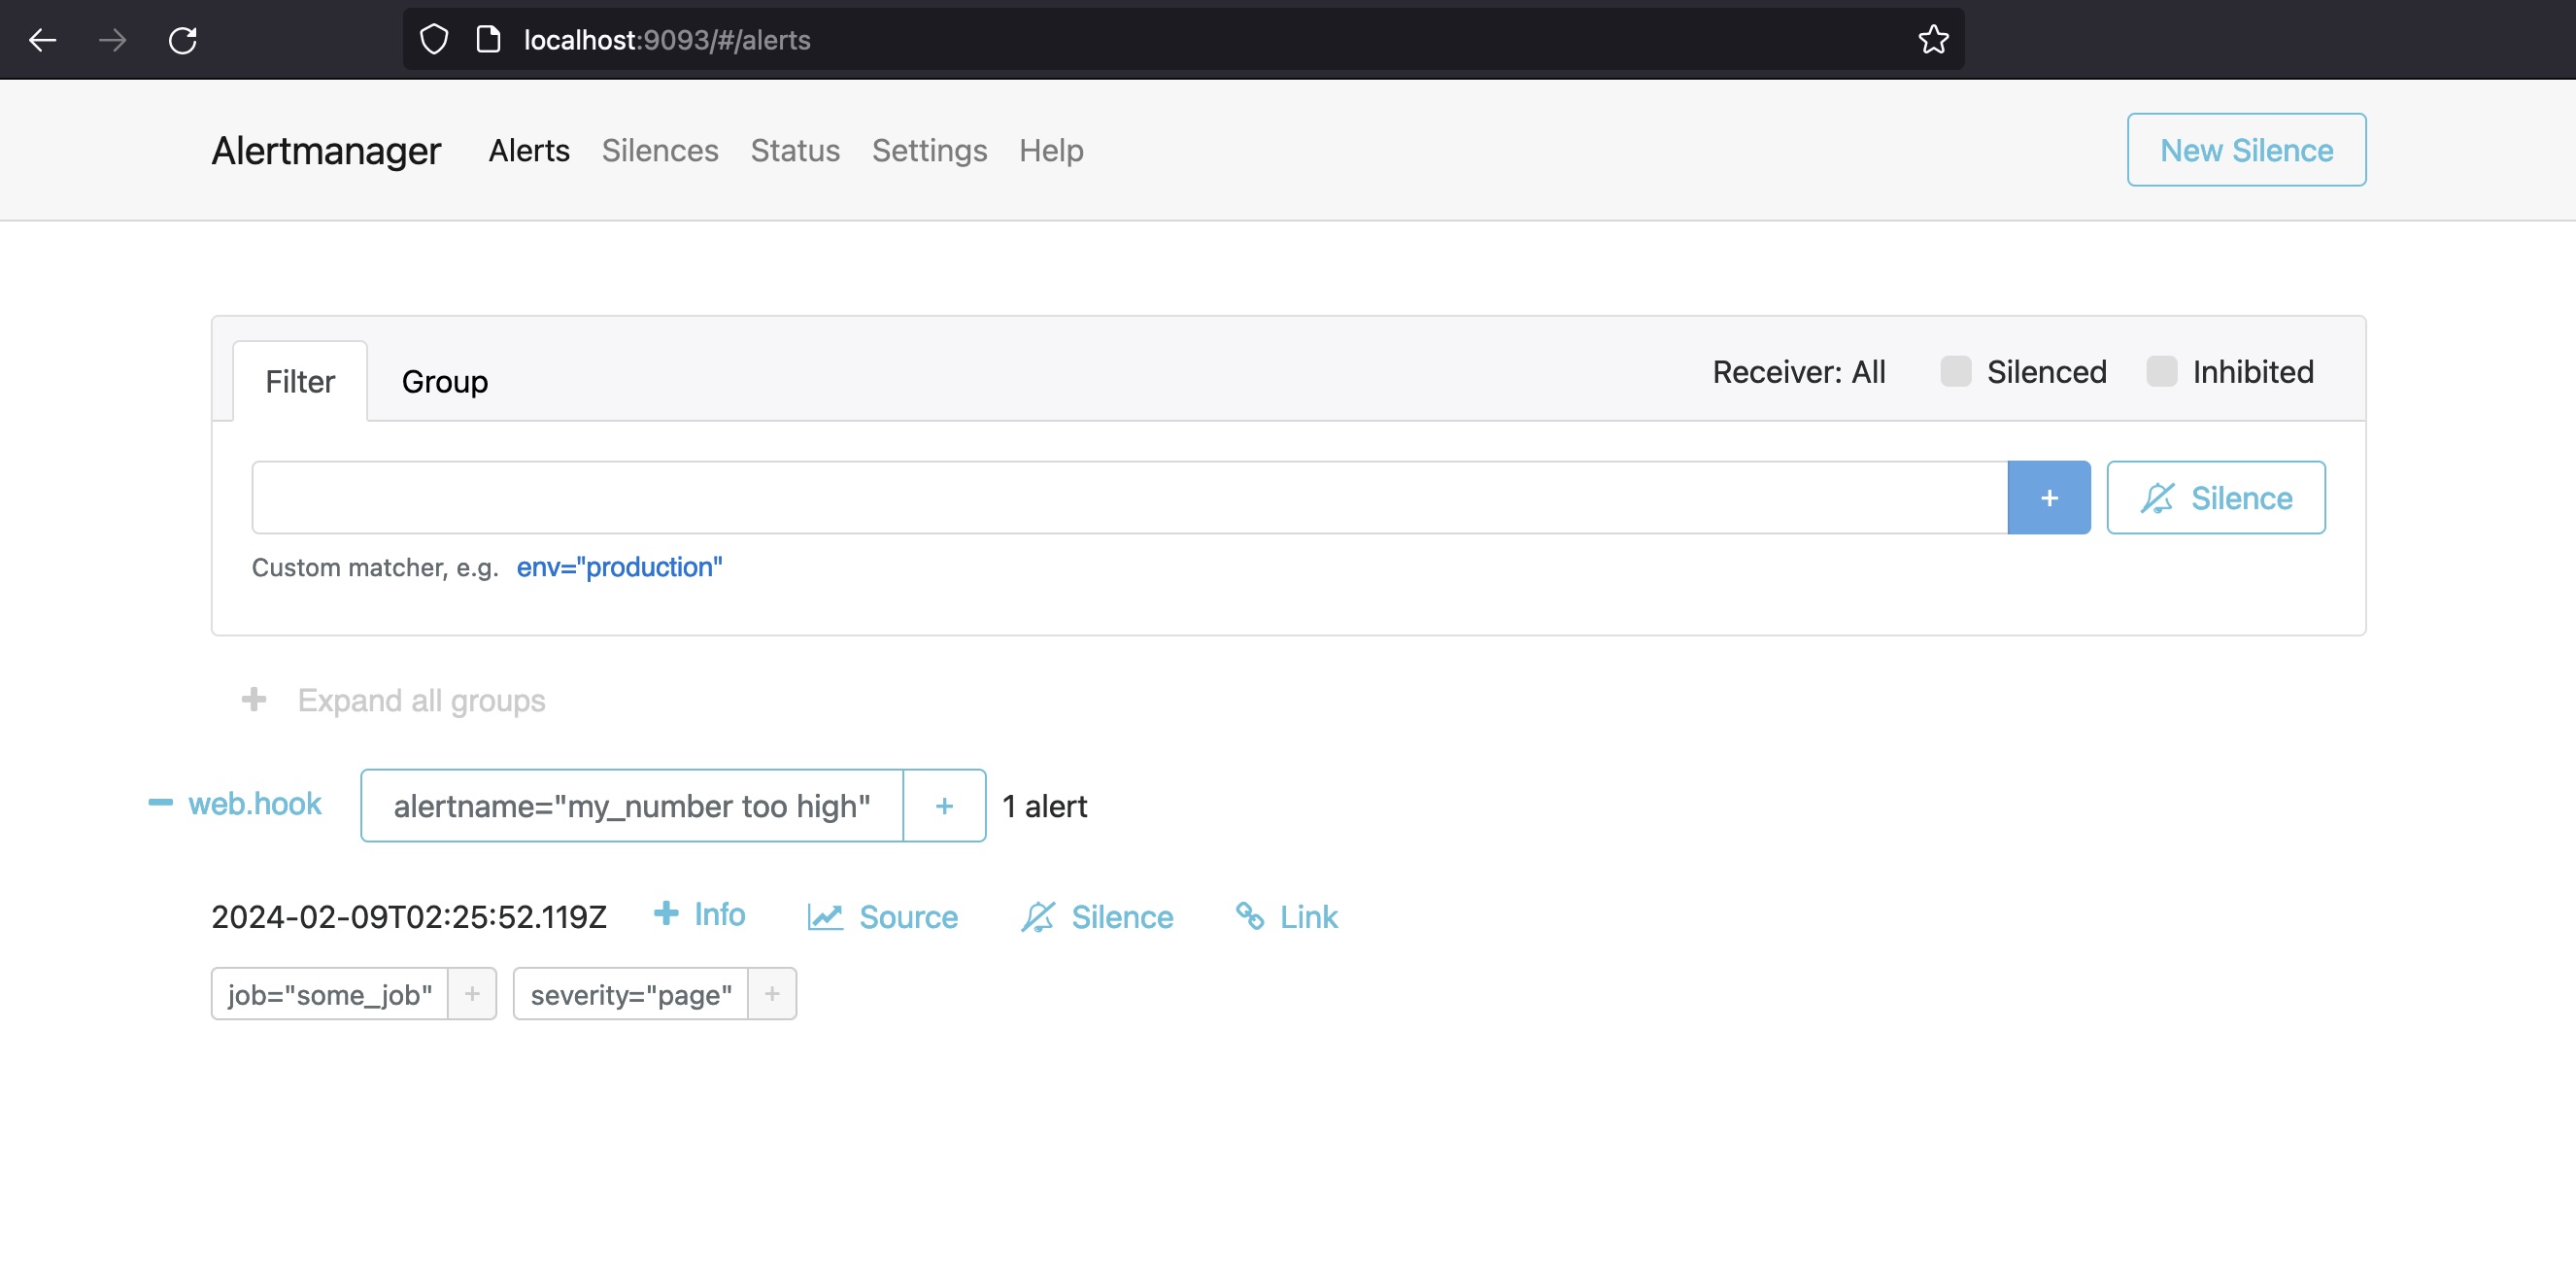 localhost:9093/#/alerts
Alertmanager Alerts Silences Status Settings Help New Silence
Filter Group Receiver: All Silenced Inhibited
+ Silence
Custom matcher, e.g. env="production"
+ Expand all groups
web.hook alertname="my_number too high" + 1 alert
2024-02-09T02:25:52.119Z + Info Source Silence Link
job="some_job" + severity="page" +